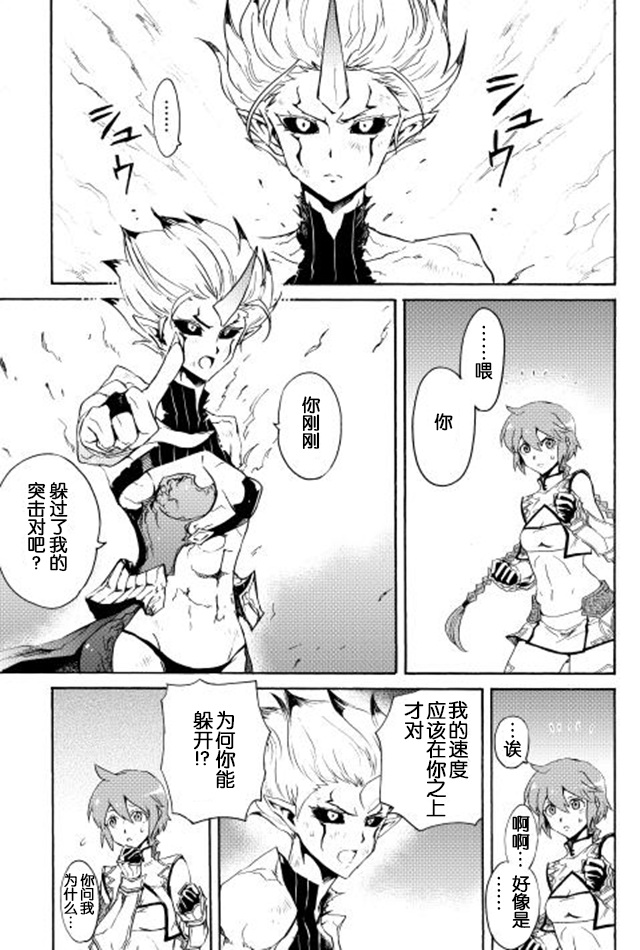 シュウ
……
シュウ
……喂
你
你刚刚
躲过了我的
突击对吧？
…诶
啊啊…好像是
……
我的速度
应该在你之上
才对
为何你能
躲开!?
你问我
为什么…